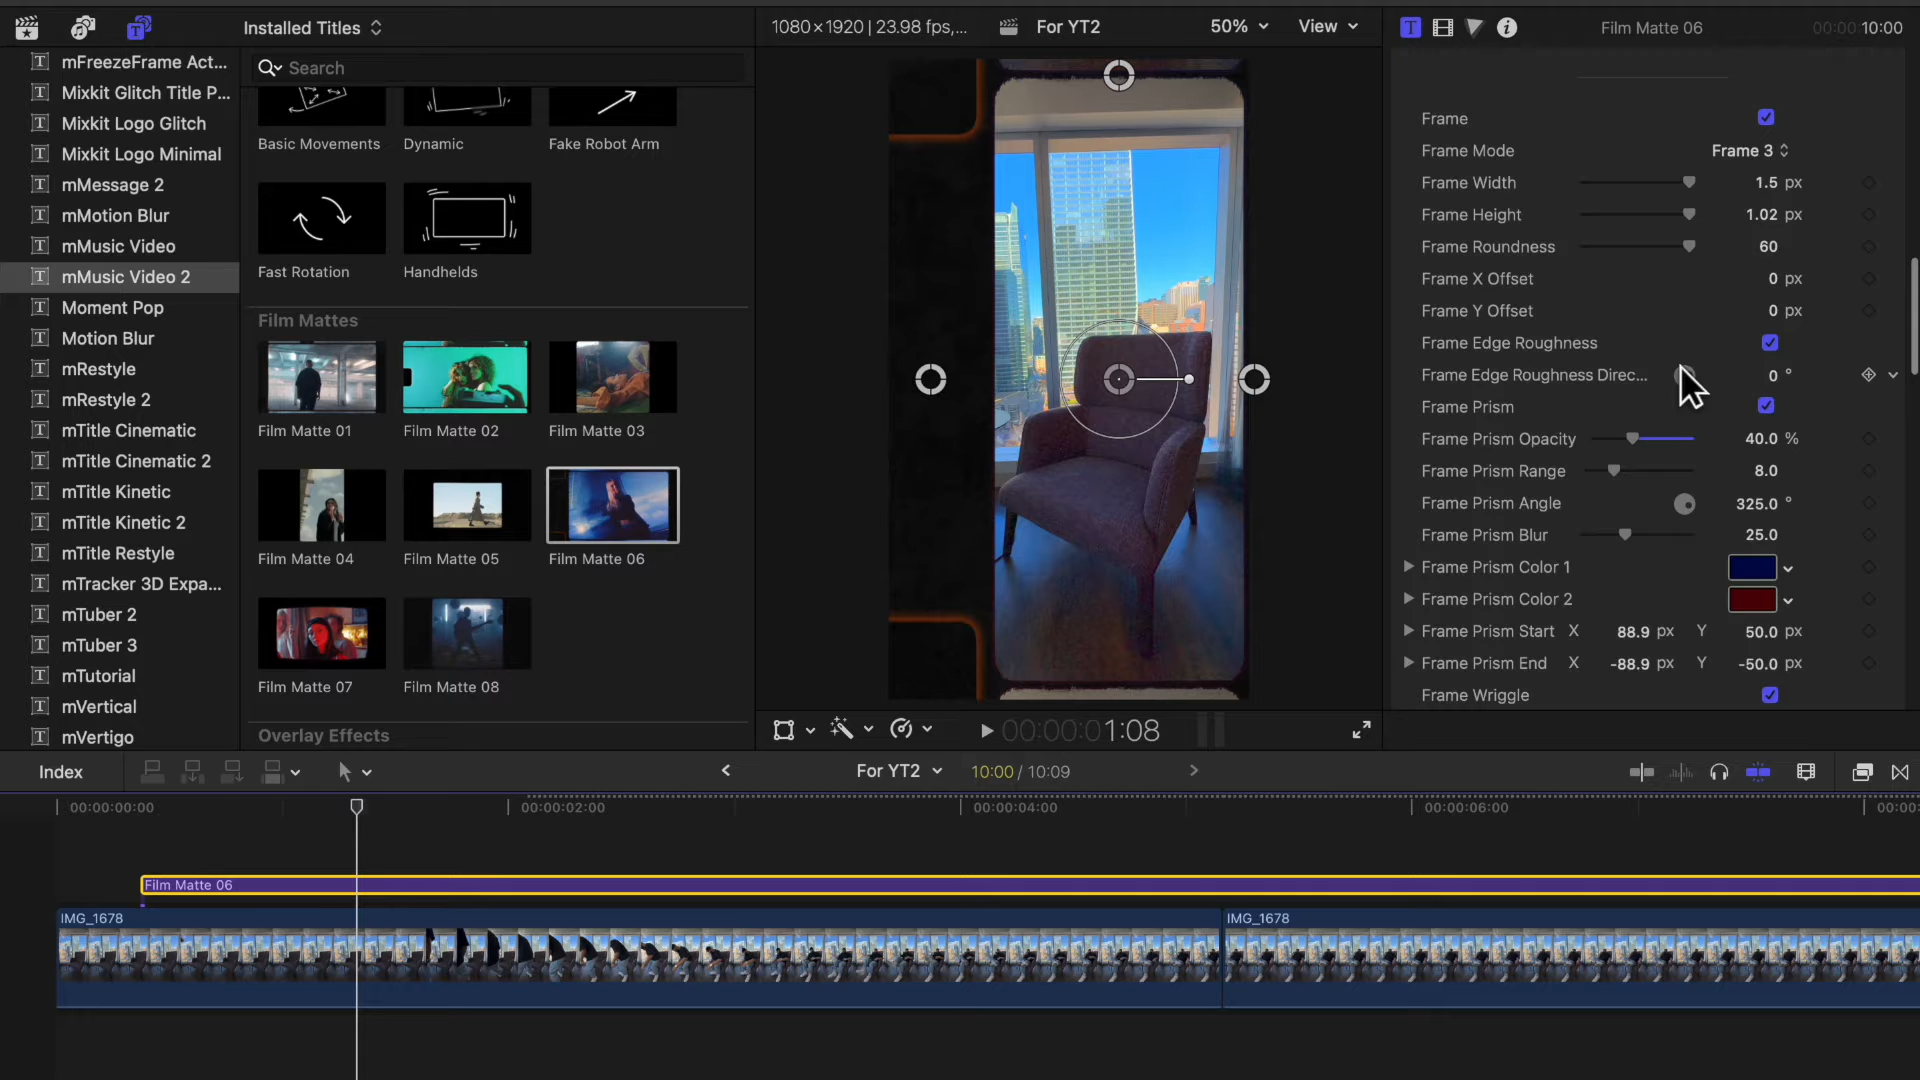 Installed Titles
1080×1920 | 23.98 fps,...
For YT2
50%
View
Film Matte 06
00:00:10:00
mFreezeFrame Act...
Mixkit Glitch Title P...
Mixkit Logo Glitch
Mixkit Logo Minimal
mMessage 2
mMotion Blur
mMusic Video
mMusic Video 2
Moment Pop
Motion Blur
mRestyle
mRestyle 2
mTitle Cinematic
mTitle Cinematic 2
mTitle Kinetic
mTitle Kinetic 2
mTitle Restyle
mTracker 3D Expa...
mTuber 2
mTuber 3
mTutorial
mVertical
mVertigo
Search
Basic Movements
Dynamic
Fake Robot Arm
Fast Rotation
Handhelds
Film Mattes
Film Matte 01
Film Matte 02
Film Matte 03
Film Matte 04
Film Matte 05
Film Matte 06
Film Matte 07
Film Matte 08
Overlay Effects
00:00:01:08
Frame
Frame Mode Frame 3
Frame Width 1.5 px
Frame Height 1.02 px
Frame Roundness 60
Frame X Offset 0 px
Frame Y Offset 0 px
Frame Edge Roughness
Frame Edge Roughness Direc... 0 °
Frame Prism
Frame Prism Opacity 40.0 %
Frame Prism Range 8.0
Frame Prism Angle 325.0 °
Frame Prism Blur 25.0
Frame Prism Color 1
Frame Prism Color 2
Frame Prism Start X 88.9 px Y 50.0 px
Frame Prism End X -88.9 px Y -50.0 px
Frame Wriggle
Index
For YT2
10:00 / 10:09
00:00:00:00
00:00:02:00
00:00:04:00
00:00:06:00
00:00:
Film Matte 06
IMG_1678
IMG_1678